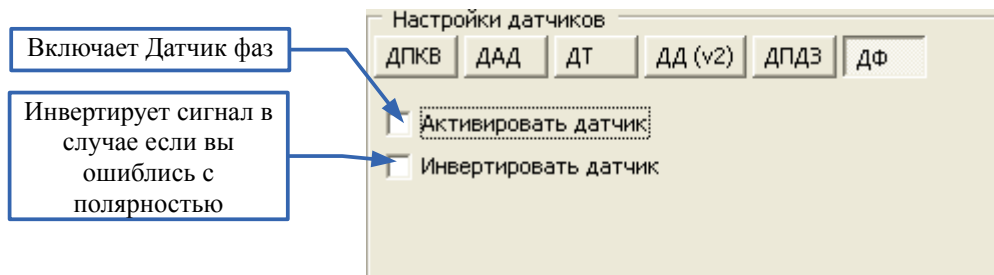 Настройки датчиков
Включает Датчик фаз
ДПКВ ДАД ДТ ДД (v2) ДПДЗ ДФ
Инвертирует сигнал в
случае если вы
ошиблись с
полярностью
Активировать датчик
Инвертировать датчик